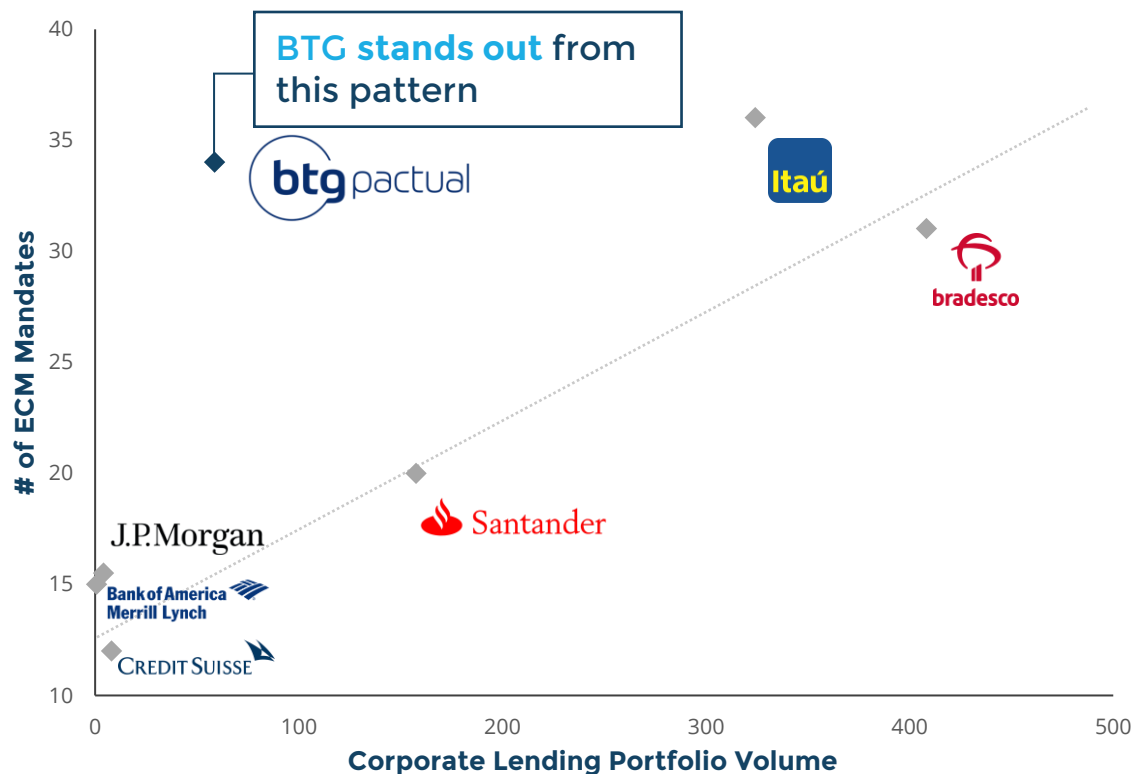 40
BTG stands out from
this pattern
35
btg pactual
Itaú
30
bradesco
# of ECM Mandates
25
20
Santander
J.P.Morgan
15
Bank of America
Merrill Lynch
CREDIT SUISSE
10
0 100 200 300 400 500
Corporate Lending Portfolio Volume